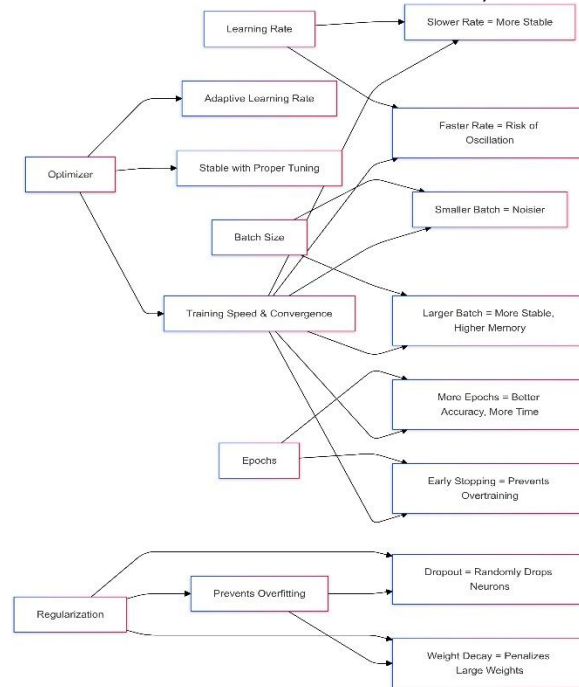 Learning Rate
Slower Rate = More Stable
Adaptive Learning Rate
Faster Rate = Risk of
Oscillation
Optimizer
Stable with Proper Tuning
Smaller Batch = Noisier
Batch Size
Training Speed & Convergence
Larger Batch = More Stable,
Higher Memory
More Epochs = Better
Accuracy, More Time
Epochs
Early Stopping = Prevents
Overtraining
Dropout = Randomly Drops
Neurons
Prevents Overfitting
Regularization
Weight Decay = Penalizes
Large Weights